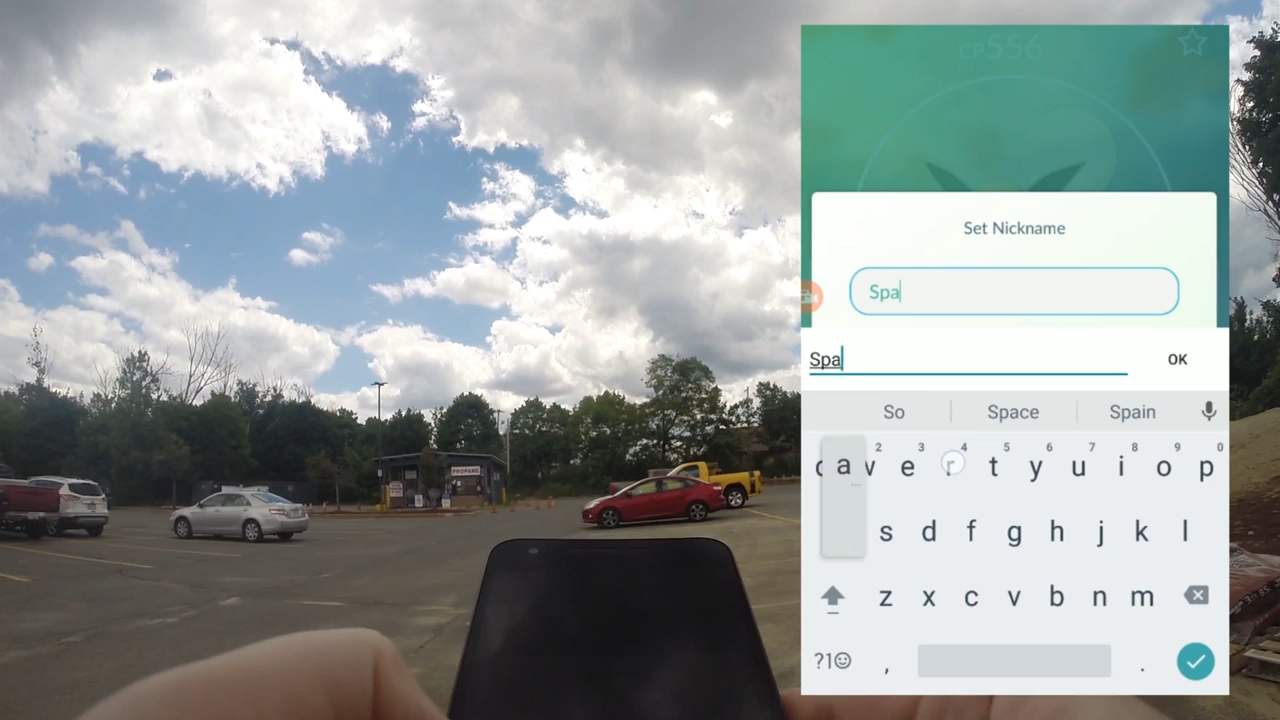 PROPANE
CP556
Set Nickname
Spa
Spa
OK
So Space Spain
2 3 4 5 6 7 8 9 0
a e r t y u i o p
s d f g h j k l
z x c v b n m
?1☺ , .